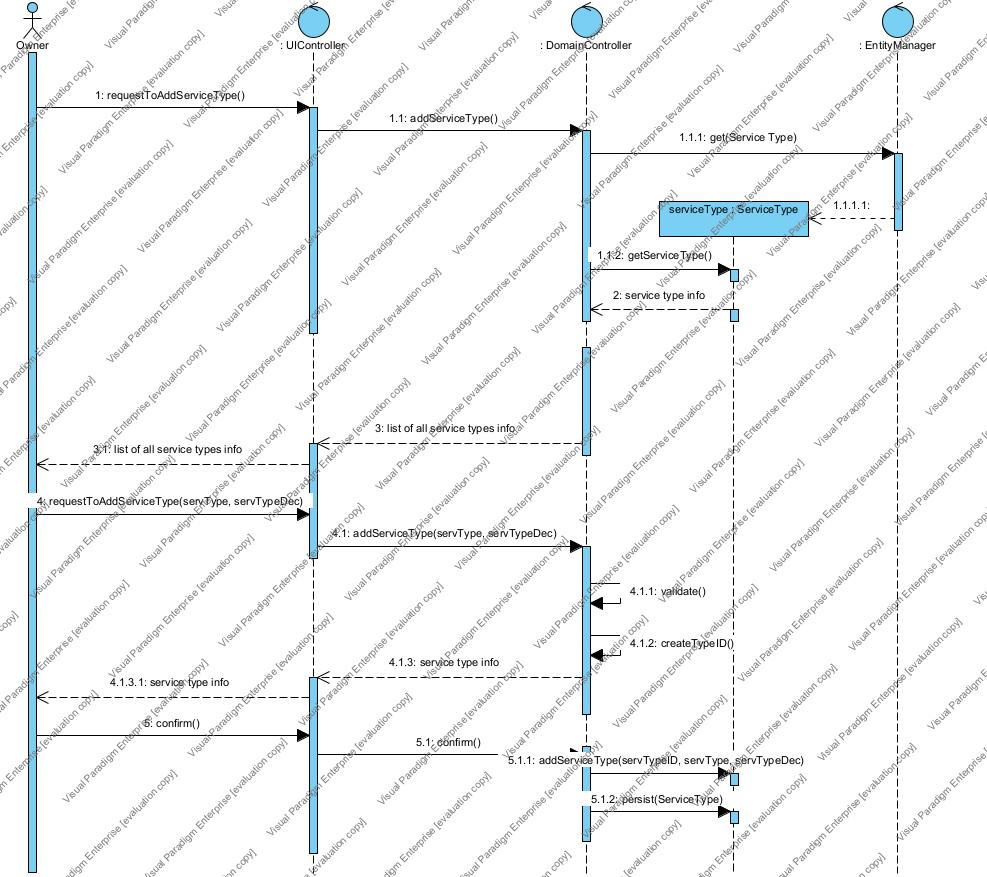 Owner
: UIController
: DomainController
: EntityManager
1: requestToAddServiceType()
1.1: addServiceType()
1.1.1: get(Service Type)
serviceType : ServiceType
1.1.1.1:
1.1.2: getServiceType()
2: service type info
3: list of all service types info
3.1: list of all service types info
4: requestToAddServiceType(servType, servTypeDec)
4.1: addServiceType(servType, servTypeDec)
4.1.1: validate()
4.1.2: createTypeID()
4.1.3: service type info
4.1.3.1: service type info
5: confirm()
5.1: confirm()
5.1.1: addServiceType(servTypeID, servType, servTypeDec)
5.1.2: persist(ServiceType)
Visual Paradigm Enterprise [evaluation copy]